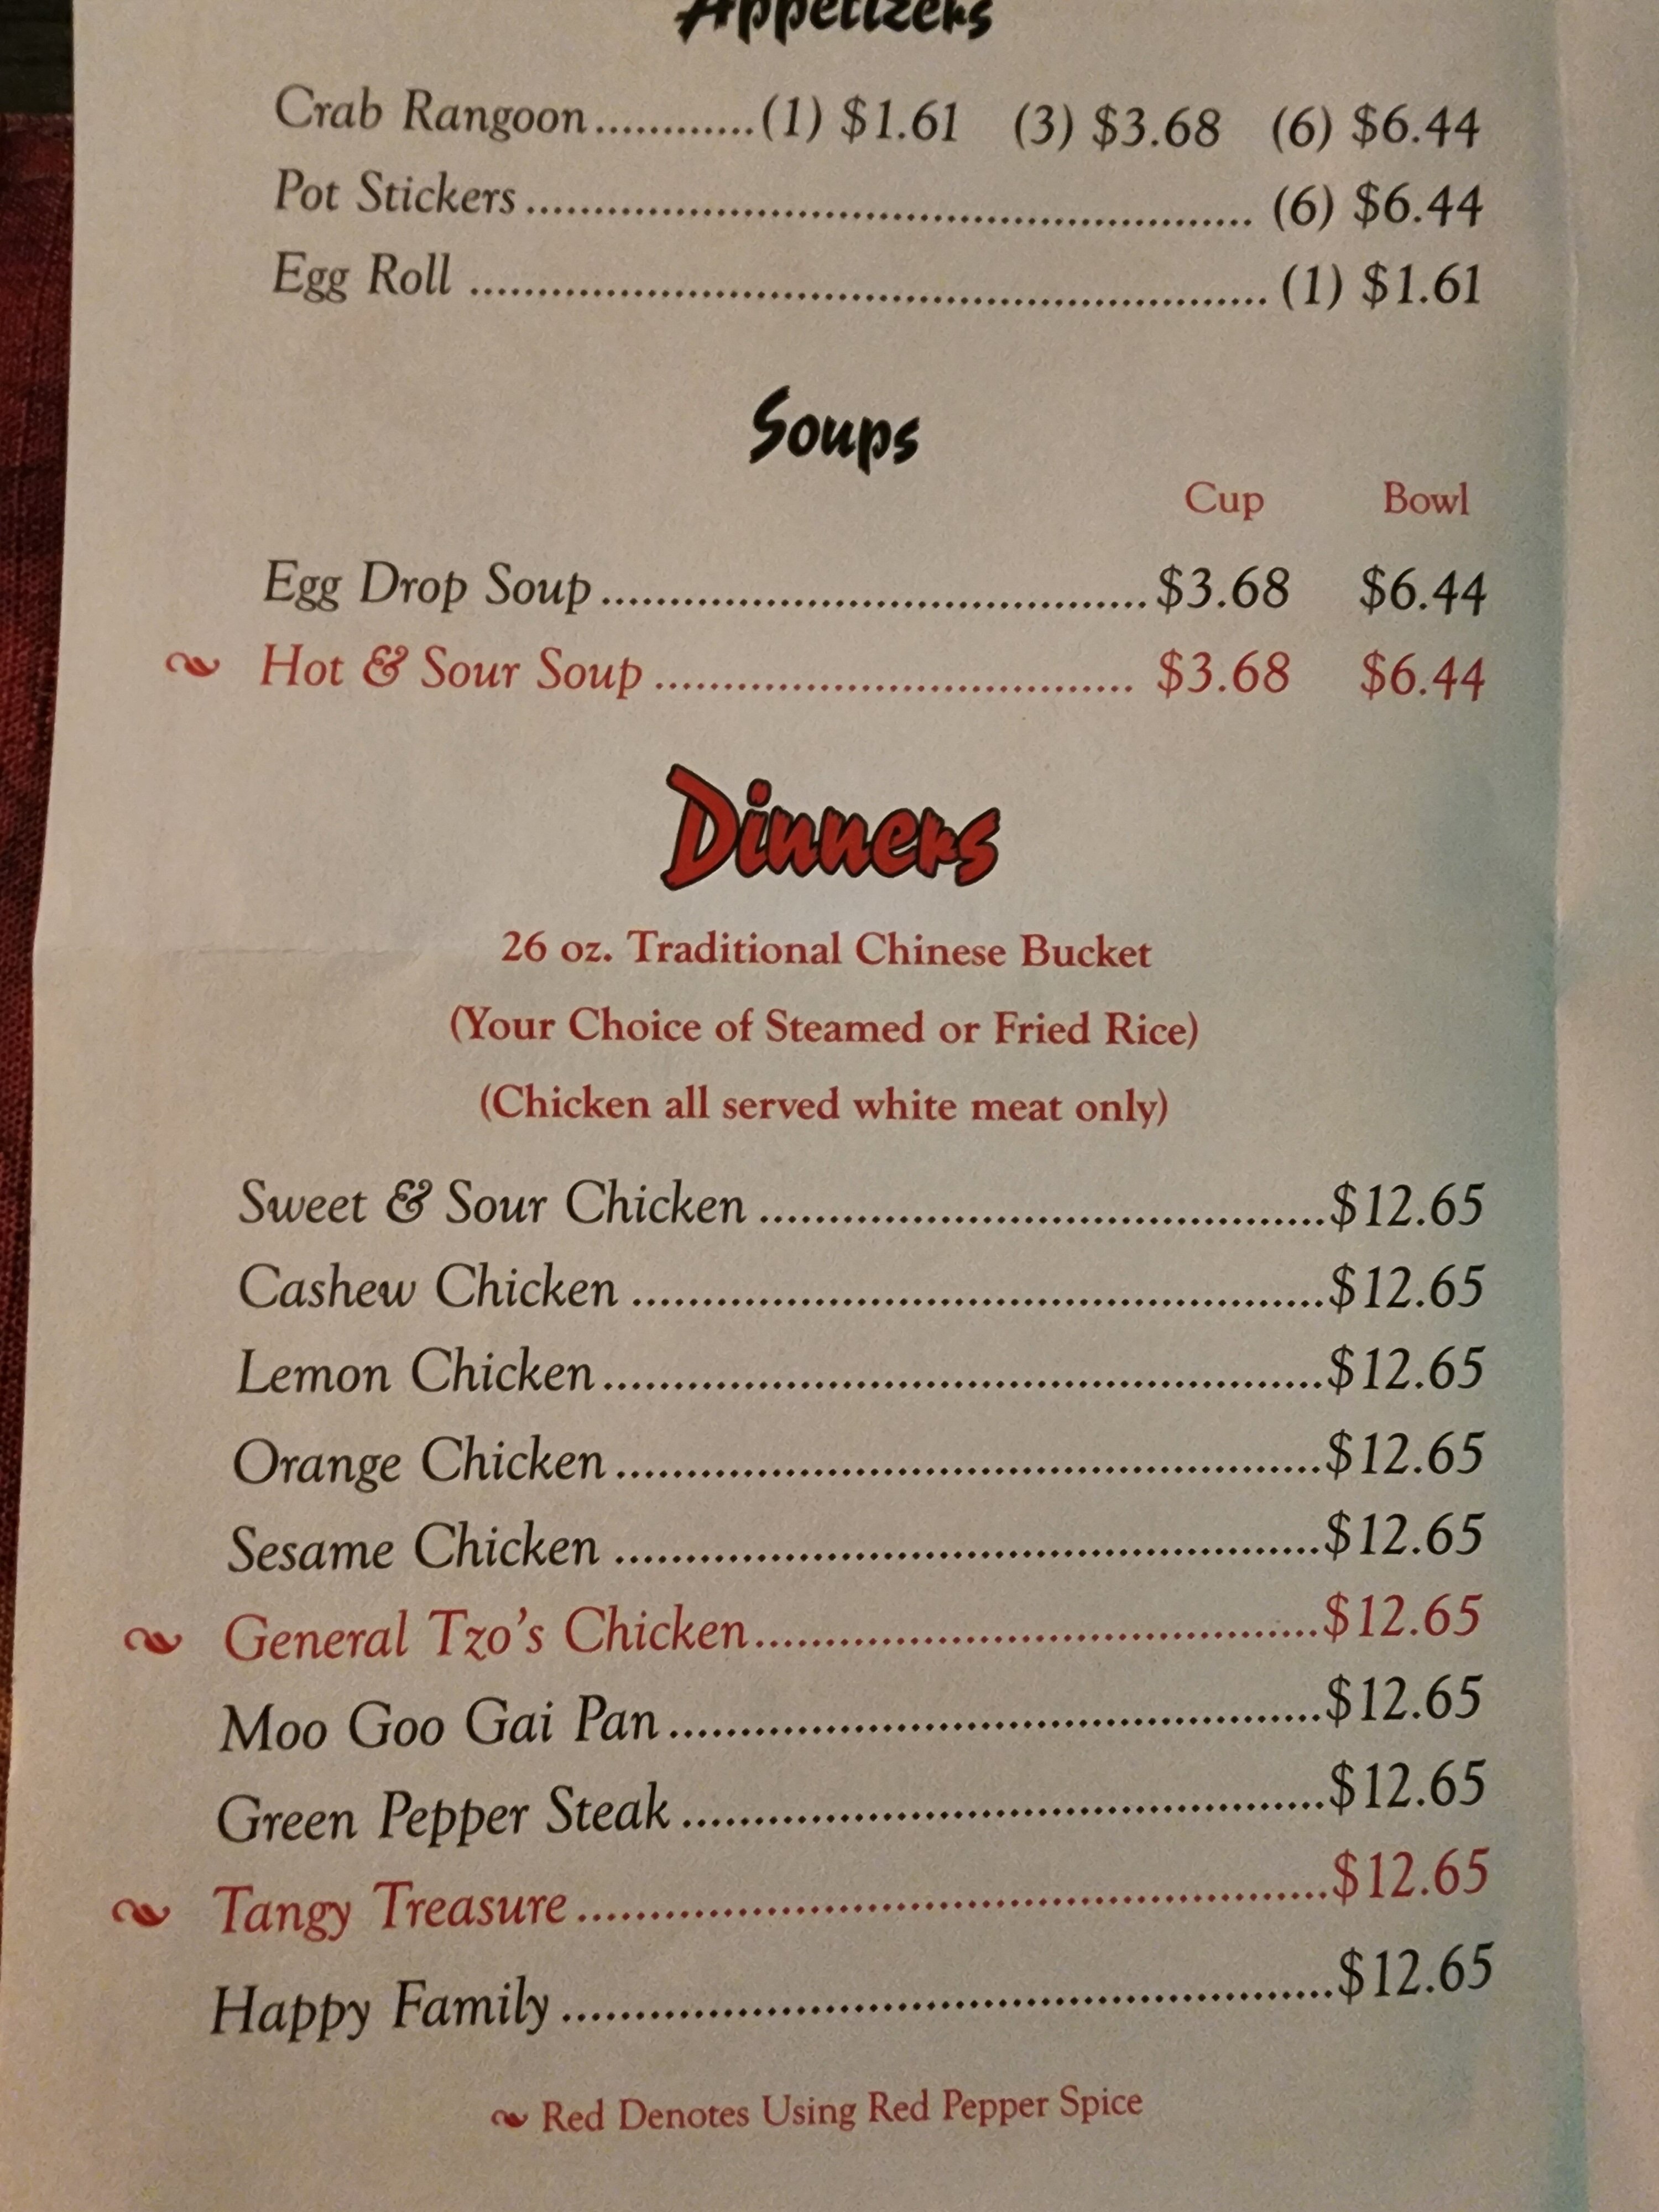 Appetizers
Crab Rangoon............(1) $1.61 (3) $3.68 (6) $6.44
Pot Stickers...................................................... (6) $6.44
Egg Roll ........................................................... (1) $1.61
Soups
Cup Bowl
Egg Drop Soup........................................$3.68 $6.44
Hot & Sour Soup................................... $3.68 $6.44
Dinners
26 oz. Traditional Chinese Bucket
(Your Choice of Steamed or Fried Rice)
(Chicken all served white meat only)
Sweet & Sour Chicken .........................................$12.65
Cashew Chicken ..................................................$12.65
Lemon Chicken....................................................$12.65
Orange Chicken...................................................$12.65
Sesame Chicken ...................................................$12.65
General Tzo's Chicken.........................................$12.65
Moo Goo Gai Pan...............................................$12.65
Green Pepper Steak..............................................$12.65
Tangy Treasure......................................................$12.65
Happy Family........................................................$12.65
Red Denotes Using Red Pepper Spice